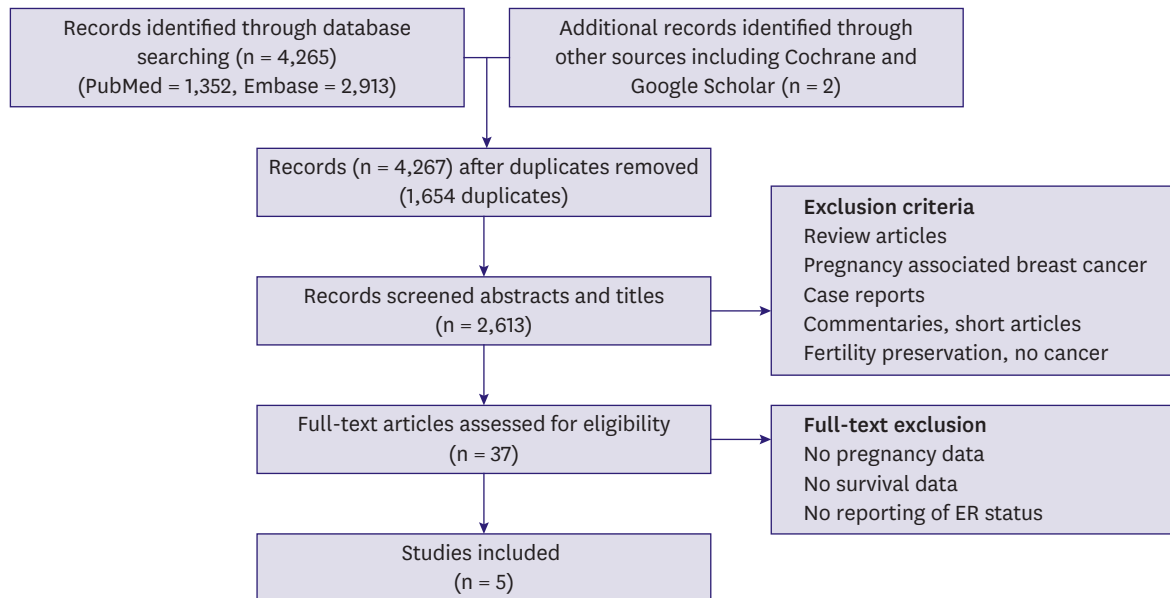 Records identified through database
searching (n = 4,265)
(PubMed = 1,352, Embase = 2,913)
Additional records identified through
other sources including Cochrane and
Google Scholar (n = 2)
Records (n = 4,267) after duplicates removed
(1,654 duplicates)
Records screened abstracts and titles
(n = 2,613)
Exclusion criteria
Review articles
Pregnancy associated breast cancer
Case reports
Commentaries, short articles
Fertility preservation, no cancer
Full-text articles assessed for eligibility
(n = 37)
Full-text exclusion
No pregnancy data
No survival data
No reporting of ER status
Studies included
(n = 5)